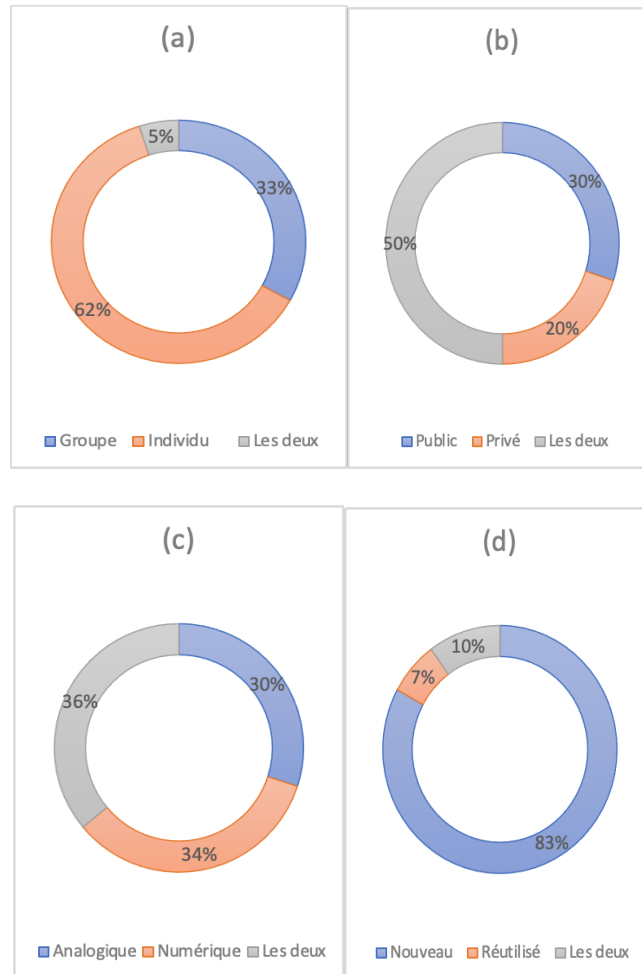 (a)
5%
33%
62%
Groupe Individu Les deux
(b)
30%
50%
20%
Public Privé Les deux
(c)
30%
36%
34%
Analogique Numérique Les deux
(d)
10%
7%
83%
Nouveau Réutilisé Les deux